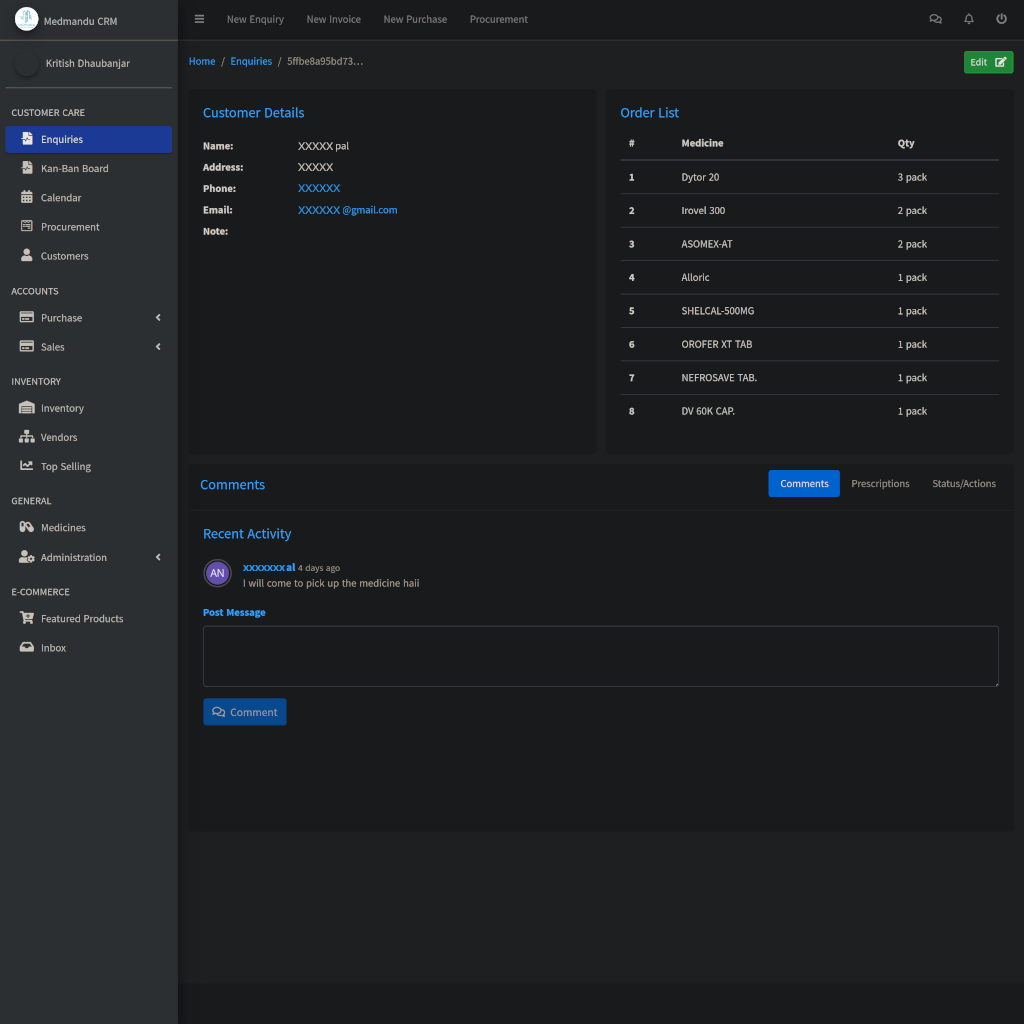 Medmandu CRM
Kritish Dhaubanjar
CUSTOMER CARE
Enquiries
Kan-Ban Board
Calendar
Procurement
Customers
ACCOUNTS
Purchase
Sales
INVENTORY
Inventory
Vendors
Top Selling
GENERAL
Medicines
Administration
E-COMMERCE
Featured Products
Inbox
New Enquiry New Invoice New Purchase Procurement
Home / Enquiries / 5ffbe8a95bd73...
Edit
Customer Details
Name: XXXXX pal
Address: XXXXX
Phone: XXXXXX
Email: XXXXXX @gmail.com
Note:
Order List
# Medicine Qty
1 Dytor 20 3 pack
2 Irovel 300 2 pack
3 ASOMEX-AT 2 pack
4 Alloric 1 pack
5 SHELCAL-500MG 1 pack
6 OROFER XT TAB 1 pack
7 NEFROSAVE TAB. 1 pack
8 DV 60K CAP. 1 pack
Comments
Comments Prescriptions Status/Actions
Recent Activity
AN
xxxxxxx al 4 days ago
I will come to pick up the medicine haii
Post Message
Comment